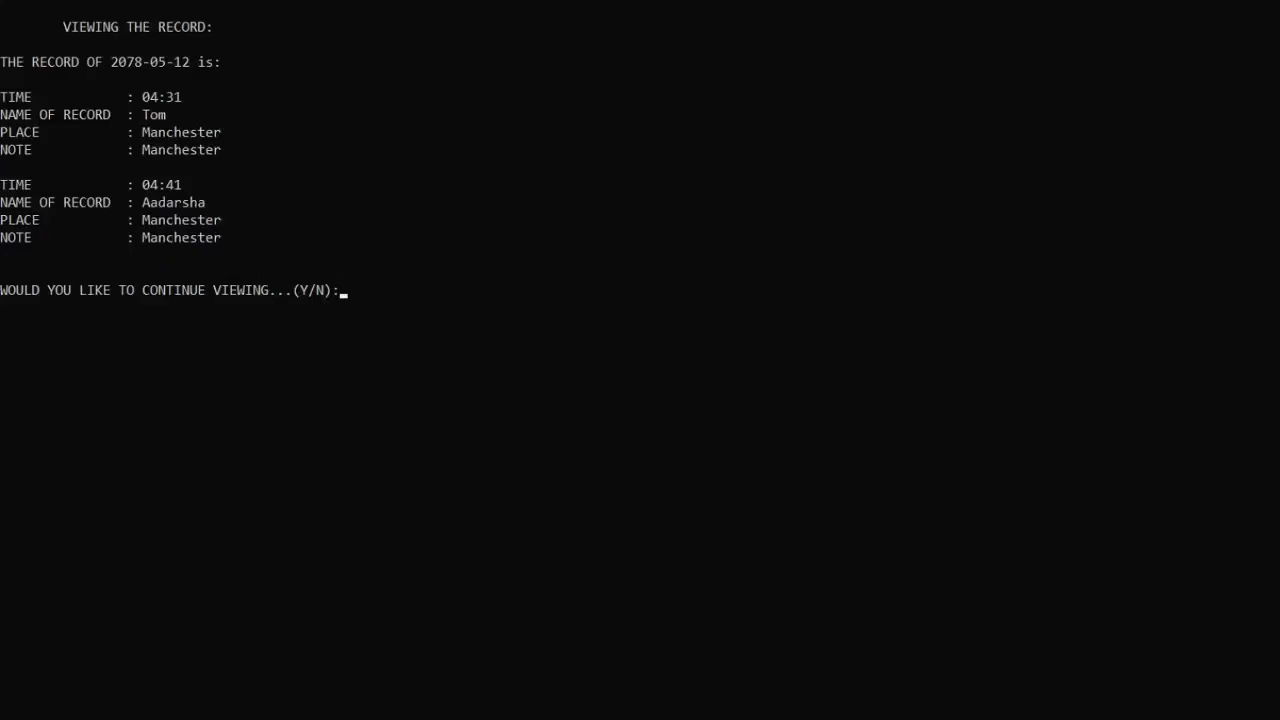 VIEWING THE RECORD:
THE RECORD OF 2078-05-12 is:
TIME : 04:31
NAME OF RECORD : Tom
PLACE : Manchester
NOTE : Manchester
TIME : 04:41
NAME OF RECORD : Aadarsha
PLACE : Manchester
NOTE : Manchester
WOULD YOU LIKE TO CONTINUE VIEWING...(Y/N):